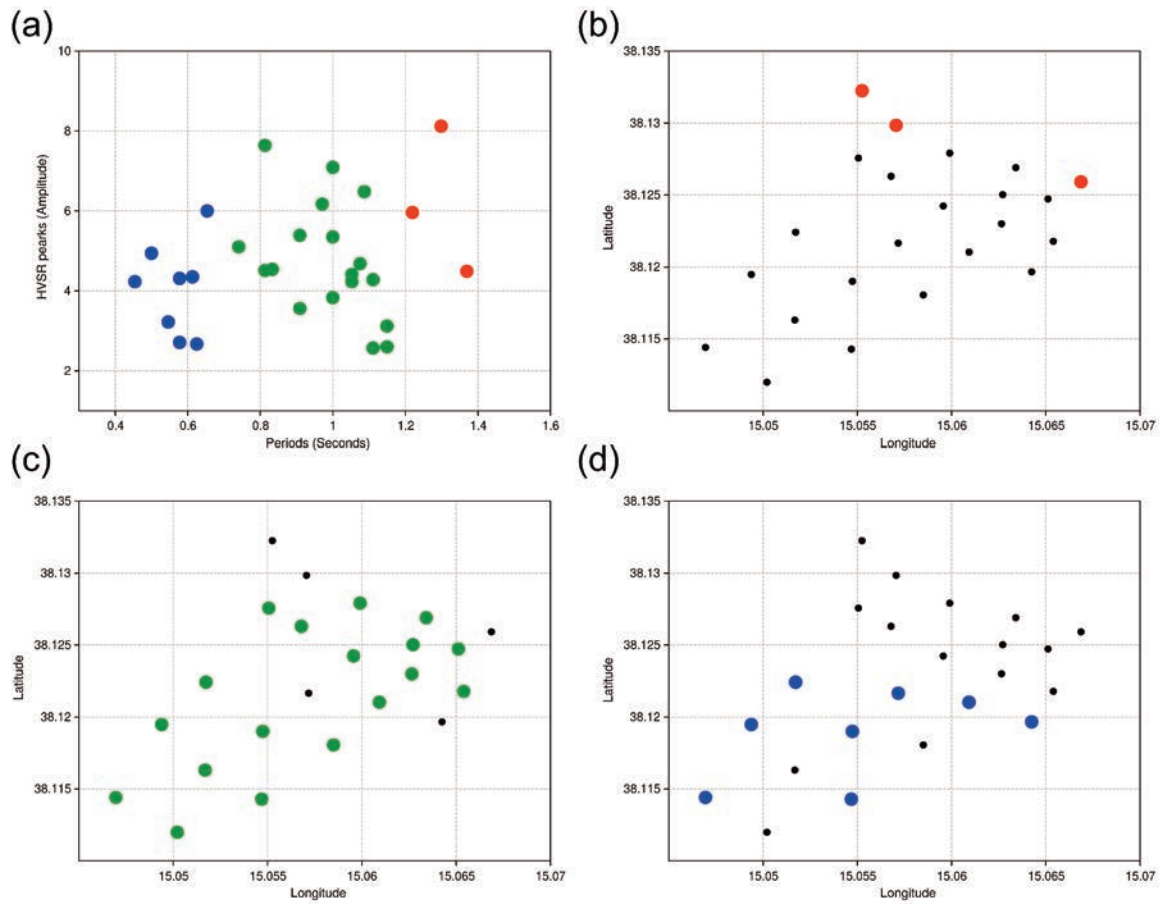 (a)
10
8
6
4
2
HVSR pearks (Amplitude)
0.4 0.6 0.8 1 1.2 1.4 1.6
Periods (Seconds)
(b)
38.135
38.13
38.125
38.12
38.115
Latitude
15.05 15.055 15.06 15.065 15.07
Longitude
(c)
38.135
38.13
38.125
38.12
38.115
Latitude
15.05 15.055 15.06 15.065 15.07
Longitude
(d)
38.135
38.13
38.125
38.12
38.115
Latitude
15.05 15.055 15.06 15.065 15.07
Longitude